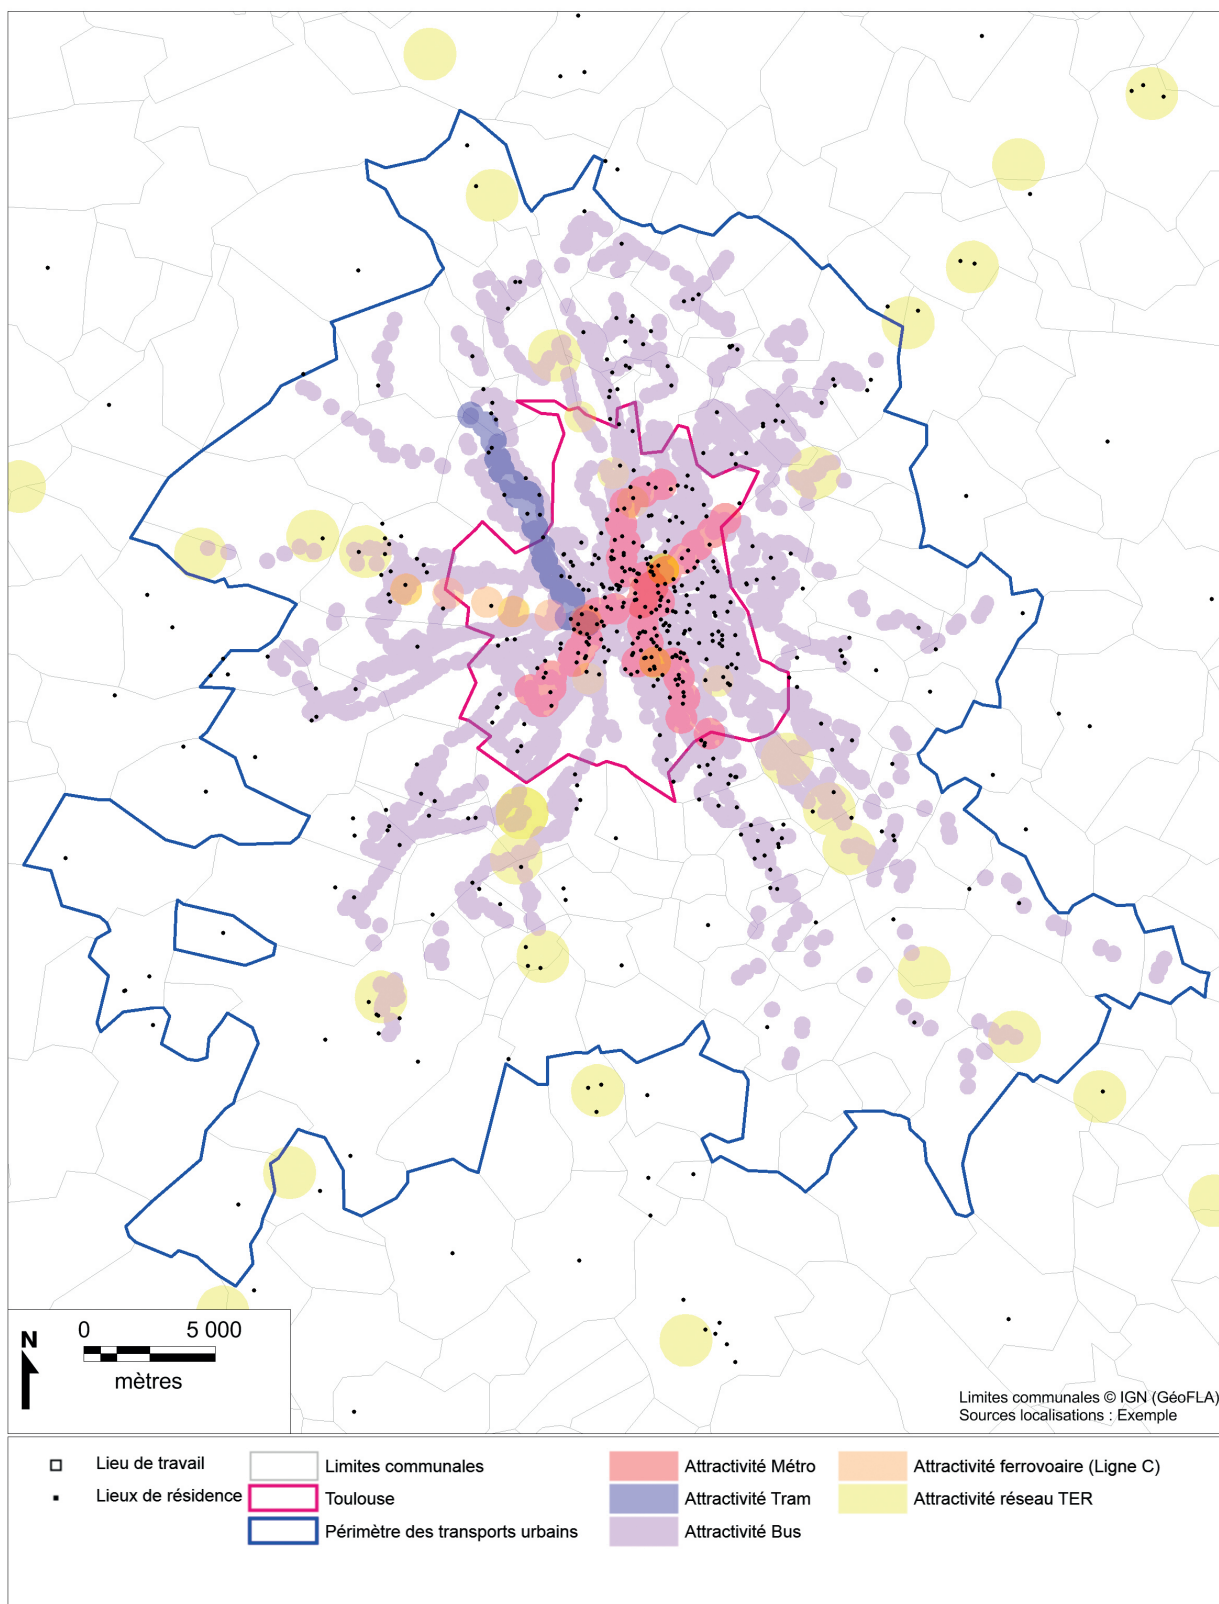 N
0 5 000
mètres
Limites communales © IGN (GéoFLA)
Sources localisations : Exemple
Lieu de travail
Lieux de résidence
Limites communales
Toulouse
Périmètre des transports urbains
Attractivité Métro
Attractivité Tram
Attractivité Bus
Attractivité ferrovoaire (Ligne C)
Attractivité réseau TER